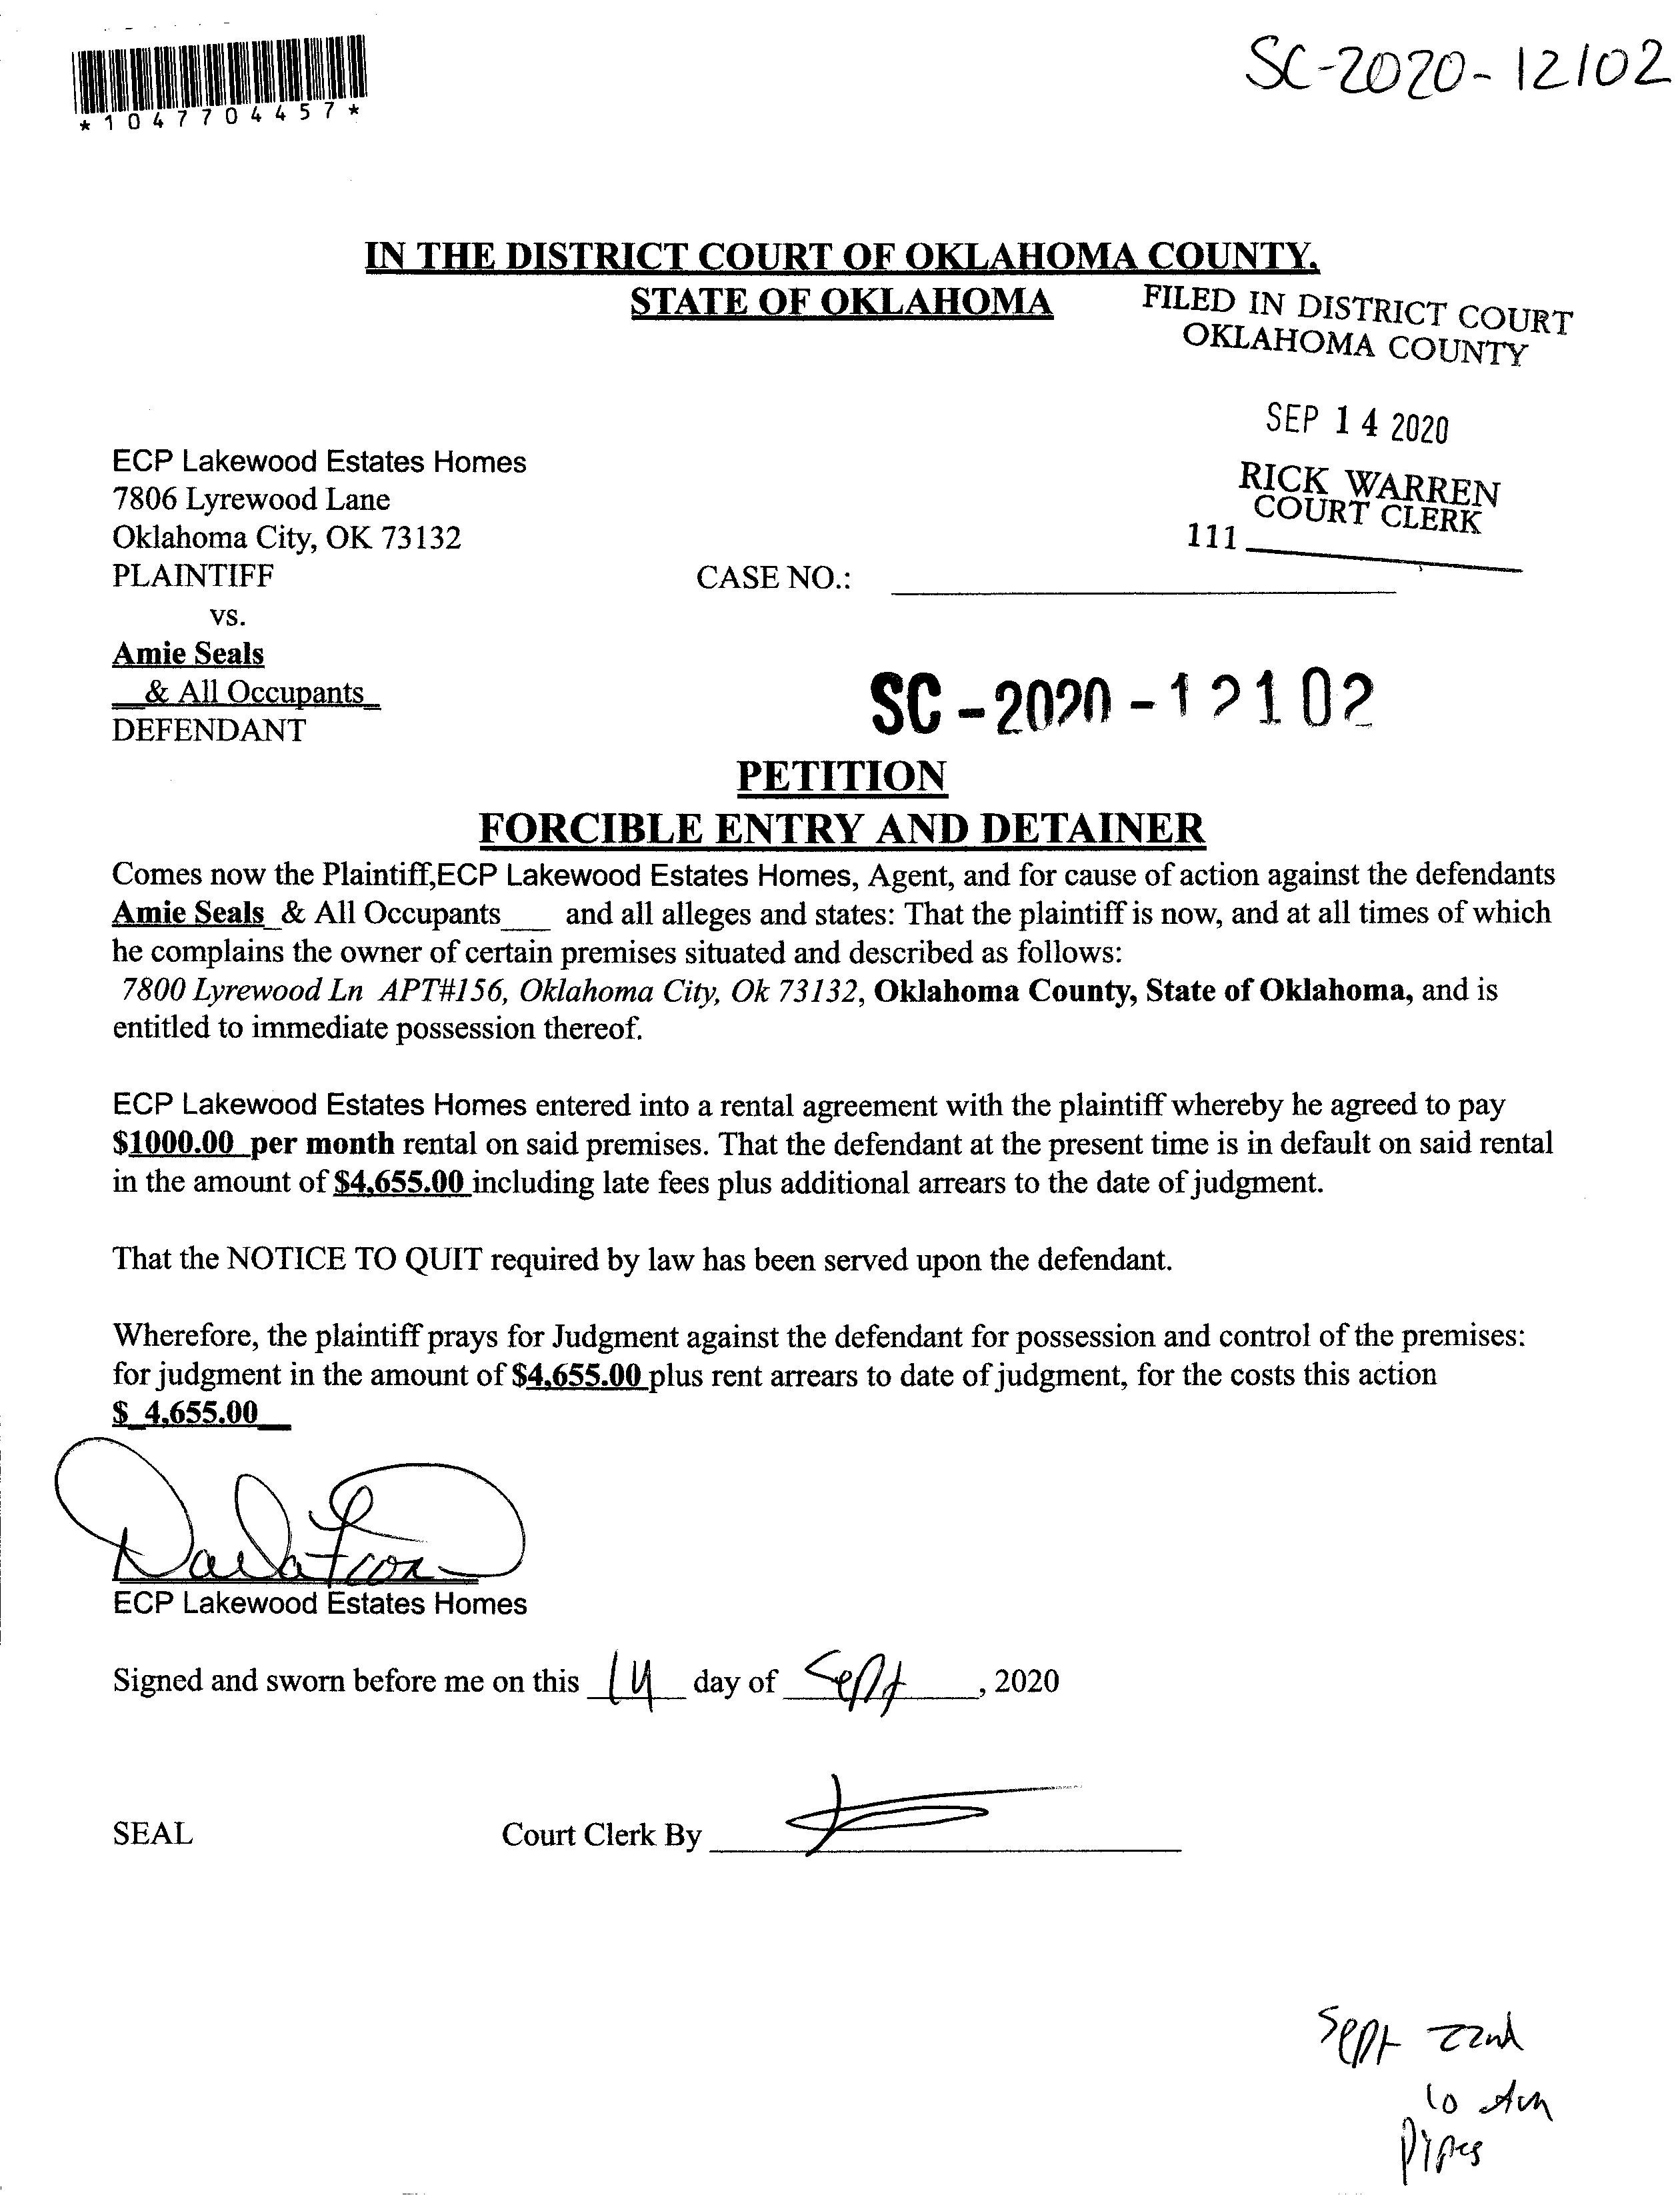 SC-2020-12102
*1047704457*
IN THE DISTRICT COURT OF OKLAHOMA COUNTY,
STATE OF OKLAHOMA
FILED IN DISTRICT COURT
OKLAHOMA COUNTY
SEP 14 2020
RICK WARREN
COURT CLERK
111
ECP Lakewood Estates Homes
7806 Lyrewood Lane
Oklahoma City, OK 73132
PLAINTIFF
CASE NO.:
vs.
Amie Seals
__& All Occupants_
DEFENDANT
SC-2020-12102
PETITION
FORCIBLE ENTRY AND DETAINER
Comes now the Plaintiff,ECP Lakewood Estates Homes, Agent, and for cause of action against the defendants
Amie Seals_& All Occupants___ and all alleges and states: That the plaintiff is now, and at all times of which
he complains the owner of certain premises situated and described as follows:
7800 Lyrewood Ln APT#156, Oklahoma City, Ok 73132, Oklahoma County, State of Oklahoma, and is
entitled to immediate possession thereof.
ECP Lakewood Estates Homes entered into a rental agreement with the plaintiff whereby he agreed to pay
$1000.00_per month rental on said premises. That the defendant at the present time is in default on said rental
in the amount of $4,655.00 including late fees plus additional arrears to the date of judgment.
That the NOTICE TO QUIT required by law has been served upon the defendant.
Wherefore, the plaintiff prays for Judgment against the defendant for possession and control of the premises:
for judgment in the amount of $4,655.00 plus rent arrears to date of judgment, for the costs this action
$_4,655.00__
ECP Lakewood Estates Homes
Signed and sworn before me on this 14 day of Sept, 2020
SEAL Court Clerk By
Sept 22nd
10 Am
Pipes